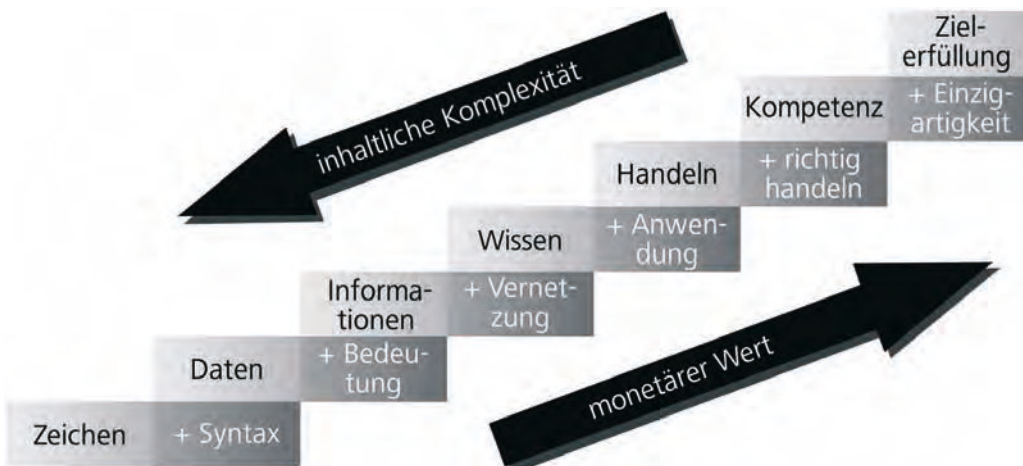 Ziel-
erfüllung
Kompetenz
+ Einzig-
artigkeit
Handeln
+ richtig
handeln
Wissen
+ Anwen-
dung
Informa-
tionen
+ Vernet-
zung
Daten
+ Bedeu-
tung
Zeichen
+ Syntax
inhaltliche Komplexität
monetärer Wert